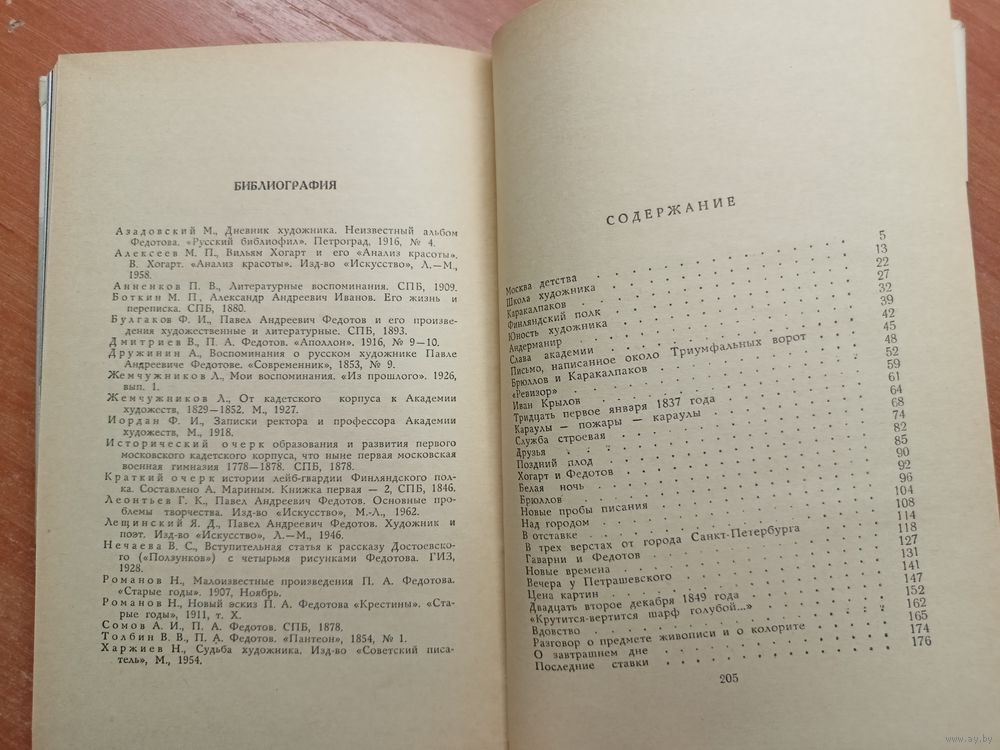 БИБЛИОГРАФИЯ
Азадовский М., Дневник художника. Неизвестный альбом
Федотова. «Русский библиофил». Петроград, 1916, № 4.
Алексеев М. П., Вильям Хогарт и его «Анализ красоты».
В. Хогарт. «Анализ красоты». Изд-во «Искусство», Л.—М.,
1958.
Анненков П. В., Литературные воспоминания. СПБ, 1909.
Боткин М. П., Александр Андреевич Иванов. Его жизнь и
переписка. СПБ, 1880.
Булгаков Ф. И., Павел Андреевич Федотов и его произве-
дения художественные и литературные. СПБ, 1893.
Дмитриев В., П. А. Федотов. «Аполлон». 1916, № 9—10.
Дружинин А., Воспоминания о русском художнике Павле
Андреевиче Федотове. «Современник», 1853, № 9.
Жемчужников Л., Мои воспоминания. «Из прошлого». 1926,
вып. 1.
Жемчужников Л., От кадетского корпуса к Академии
художеств, 1829—1852. М., 1927.
Иордан Ф. И., Записки ректора и профессора Академии
художеств, М., 1918.
Исторический очерк образования и развития первого
московского кадетского корпуса, что ныне первая московская
военная гимназия 1778—1878. СПБ, 1878.
Краткий очерк истории лейб-гвардии Финляндского пол-
ка. Составлено А. Мариным. Книжка первая — 2, СПБ, 1846.
Леонтьев Г. К., Павел Андреевич Федотов. Основные про-
блемы творчества. Изд-во «Искусство», М.-Л., 1962.
Лещинский Я. Д., Павел Андреевич Федотов. Художник и
поэт. Изд-во «Искусство», Л.—М., 1946.
Нечаева В. С., Вступительная статья к рассказу Достоевско-
го («Ползунков») с четырьмя рисунками Федотова. ГИЗ,
1928.
Романов Н., Малоизвестные произведения П. А. Федотова.
«Старые годы». 1907, Ноябрь.
Романов Н., Новый эскиз П. А. Федотова «Крестины». «Ста-
рые годы», 1911, т. X.
Сомов А. И., П. А. Федотов. СПБ, 1878.
Толбин В. В., П. А. Федотов. «Пантеон», 1854, № 1.
Харжиев Н., Судьба художника. Изд-во «Советский писа-
тель», М., 1954.
СОДЕРЖАНИЕ
Москва детства 5
Школа художника 13
Каракалпаков 22
Финляндский полк 27
Юность художника 32
Андерманир 39
Слава академии 42
Письмо, написанное около Триумфальных ворот 45
Брюллов и Каракалпаков 48
«Ревизор» 52
Иван Крылов 59
Тридцать первое января 1837 года 61
Караулы — пожары — караулы 64
Служба строевая 68
Друзья 74
Поздний плод 82
Хогарт и Федотов 85
Белая ночь 90
Брюллов 92
Новые пробы писания 96
Над городом 104
В отставке 108
В трех верстах от города Санкт-Петербурга 114
Гаварни и Федотов 118
Новые времена 127
Вечера у Петрашевского 131
Цена картин 141
Двадцать второе декабря 1849 года 147
«Крутится-вертится шарф голубой...» 152
Вдовство 162
Разговор о предмете живописи и о колорите 165
О завтрашнем дне 174
Последние ставки 176
205
www.ay.by